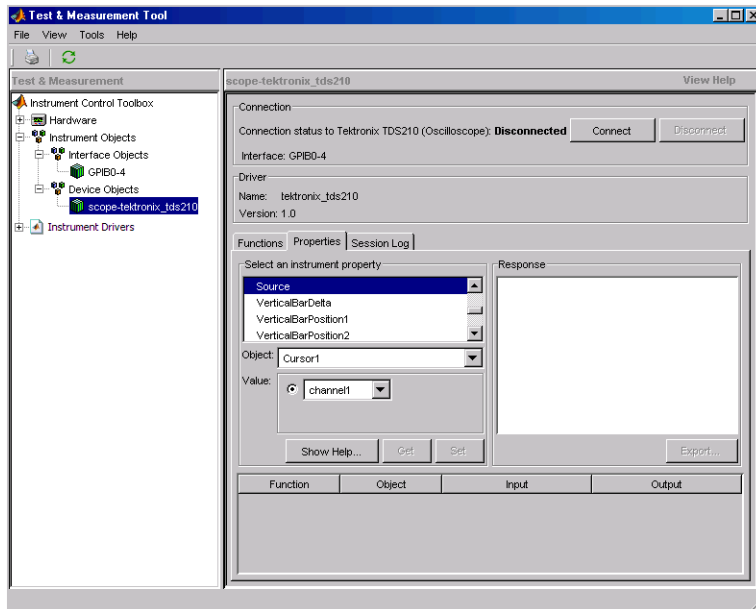 Test & Measurement Tool
File View Tools Help
Test & Measurement
Instrument Control Toolbox
Hardware
Instrument Objects
Interface Objects
GPIB0-4
Device Objects
scope-tektronix_tds210
Instrument Drivers
scope-tektronix_tds210 View Help
Connection
Connection status to Tektronix TDS210 (Oscilloscope): Disconnected Connect Disconnect
Interface: GPIB0-4
Driver
Name: tektronix_tds210
Version: 1.0
Functions Properties Session Log
Select an instrument property
Source
VerticalBarDelta
VerticalBarPosition1
VerticalBarPosition2
Object: Cursor1
Value: channel1
Show Help... Get Set
Response
Export...
Function Object Input Output